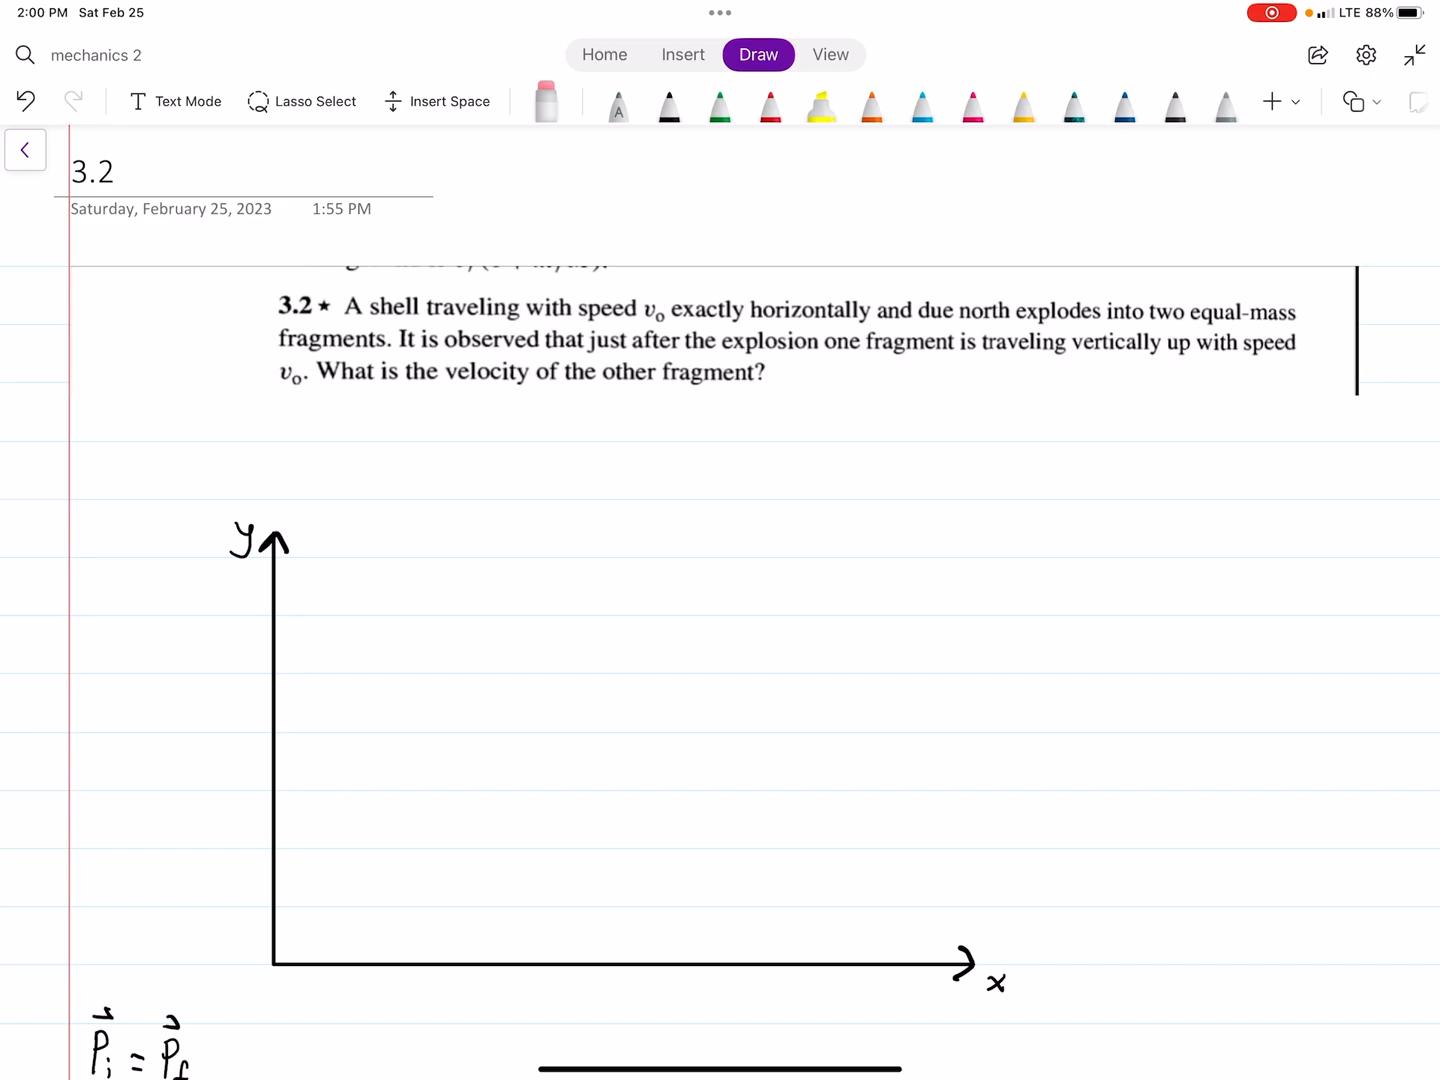 2:00 PM Sat Feb 25
LTE 88%
mechanics 2
Home Insert Draw View
Text Mode Lasso Select Insert Space
A
3.2
Saturday, February 25, 2023 1:55 PM
3.2 ★ A shell traveling with speed vₒ exactly horizontally and due north explodes into two equal-mass
fragments. It is observed that just after the explosion one fragment is traveling vertically up with speed
vₒ. What is the velocity of the other fragment?
y
x
P⃗ᵢ = P⃗f